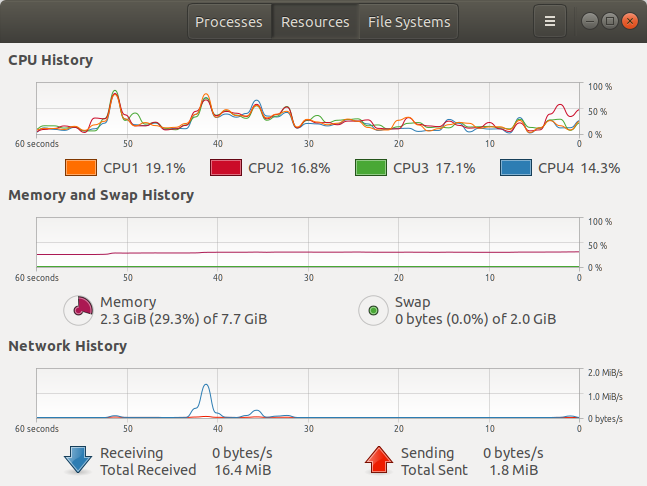 Processes Resources File Systems
CPU History
100 %
50 %
0 %
60 seconds 50 40 30 20 10 0
CPU1 19.1% CPU2 16.8% CPU3 17.1% CPU4 14.3%
Memory and Swap History
100 %
50 %
0 %
60 seconds 50 40 30 20 10 0
Memory
2.3 GiB (29.3%) of 7.7 GiB
Swap
0 bytes (0.0%) of 2.0 GiB
Network History
2.0 MiB/s
1.0 MiB/s
0 bytes/s
60 seconds 50 40 30 20 10 0
Receiving 0 bytes/s
Total Received 16.4 MiB
Sending 0 bytes/s
Total Sent 1.8 MiB